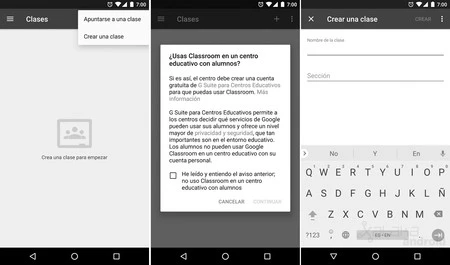 7:00
Clases
Apuntarse a una clase
Crear una clase
Crea una clase para empezar
7:00
Clases
¿Usas Classroom en un centro
educativo con alumnos?
Si es así, el centro debe crear una cuenta
gratuita de G Suite para Centros Educativos
para que puedas usar Classroom. Más
información
G Suite para Centros Educativos permite a
los centros decidir qué servicios de Google
pueden usar sus alumnos y ofrece un nivel
mayor de privacidad y seguridad, que tan
importantes son en el entorno educativo.
Los alumnos no pueden usar Google
Classroom en un centro educativo con su
cuenta personal.
He leído y entiendo el aviso anterior;
no uso Classroom en un centro
educativo con alumnos
CANCELAR CONTINUAR
7:00
Crear una clase CREAR
Nombre de la clase
Sección
No Y En
Q W E R T Y U I O P
A S D F G H J K L Ñ
Z X C V B N M
?123 ES • EN .
android